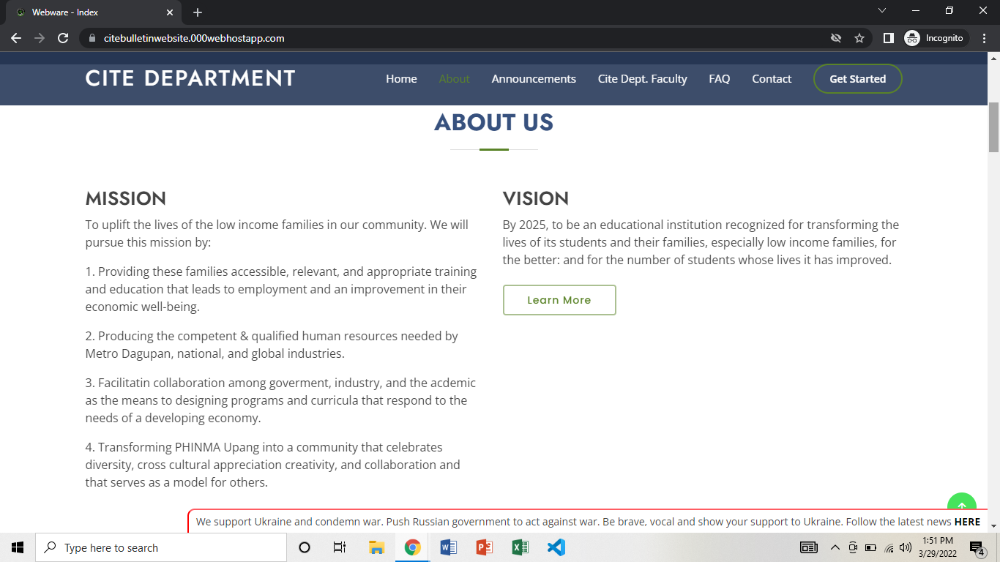 Webware - Index
citebulletinwebsite.000webhostapp.com
Incognito
CITE DEPARTMENT
Home About Announcements Cite Dept. Faculty FAQ Contact Get Started
ABOUT US
MISSION
To uplift the lives of the low income families in our community. We will
pursue this mission by:
1. Providing these families accessible, relevant, and appropriate training
and education that leads to employment and an improvement in their
economic well-being.
2. Producing the competent & qualified human resources needed by
Metro Dagupan, national, and global industries.
3. Facilitatin collaboration among goverment, industry, and the acdemic
as the means to designing programs and curricula that respond to the
needs of a developing economy.
4. Transforming PHINMA Upang into a community that celebrates
diversity, cross cultural appreciation creativity, and collaboration and
that serves as a model for others.
VISION
By 2025, to be an educational institution recognized for transforming the
lives of its students and their families, especially low income families, for
the better: and for the number of students whose lives it has improved.
Learn More
We support Ukraine and condemn war. Push Russian government to act against war. Be brave, vocal and show your support to Ukraine. Follow the latest news HERE
Type here to search
1:51 PM
3/29/2022
4